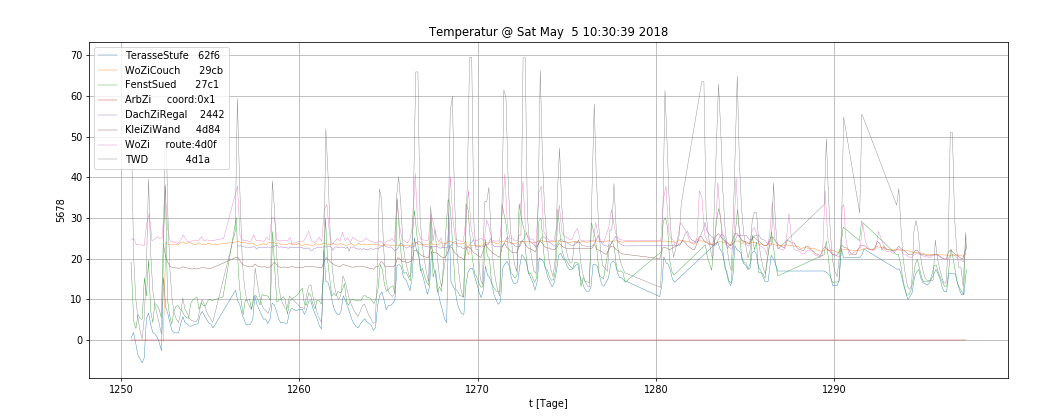 Temperatur @ Sat May  5 10:30:39 2018
70
60
50
40
30
20
10
0
5678
TerasseStufe 62f6
WoZiCouch 29cb
FenstSued 27c1
ArbZi coord:0x1
DachZiRegal 2442
KleiZiWand 4d84
WoZi route:4d0f
TWD 4d1a
1250 1260 1270 1280 1290
t [Tage]